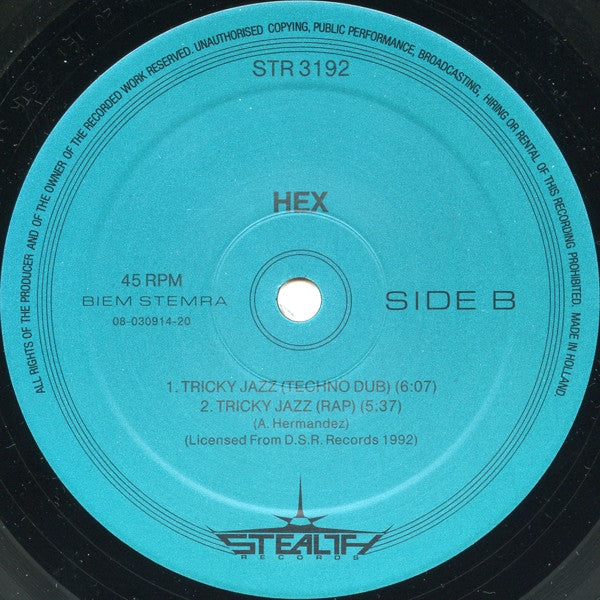 ALL RIGHTS OF THE PRODUCER AND OF THE OWNER OF THE RECORDED WORK RESERVED. UNAUTHORISED COPYING, PUBLIC PERFORMANCE, BROADCASTING, HIRING OR RENTAL OF THIS RECORDING PROHIBITED. MADE IN HOLLAND
STR 3192
HEX
45 RPM
BIEM STEMRA
08-030914-20
SIDE B
1. TRICKY JAZZ (TECHNO DUB) (6:07)
2. TRICKY JAZZ (RAP) (5.37)
(A. Hermandez)
(Licensed From D.S.R. Records 1992)
STEALTH
RECORDS